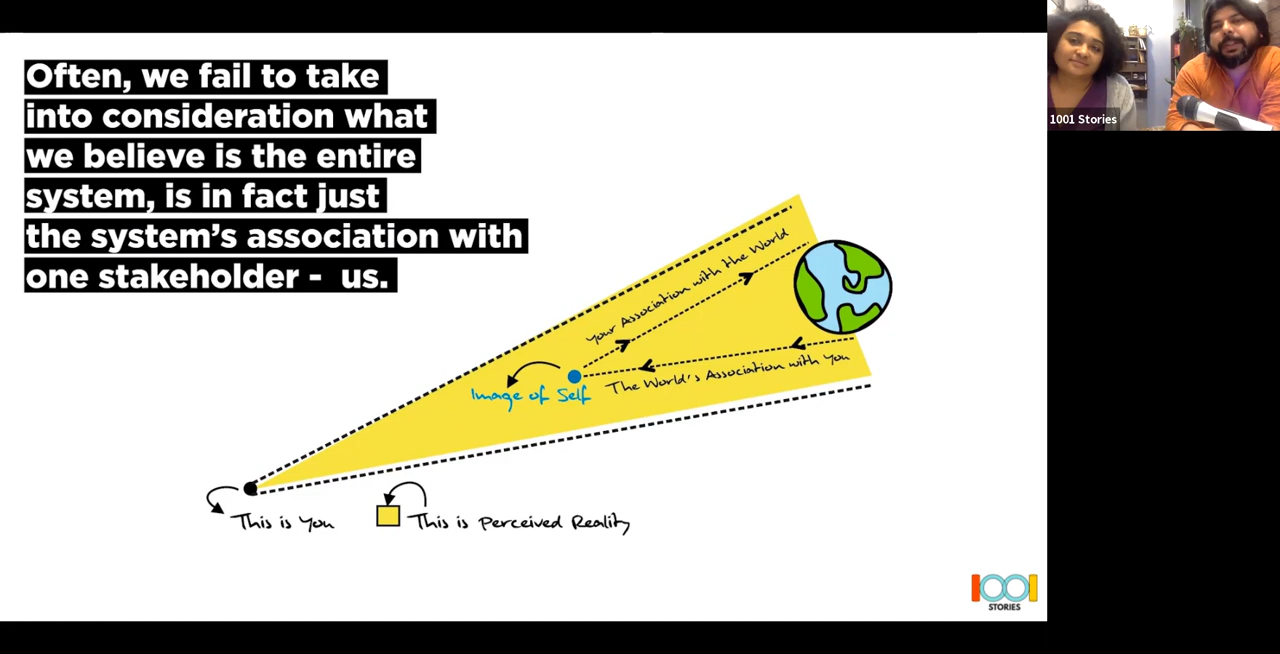 Often, we fail to take
into consideration what
we believe is the entire
system, is in fact just
the system's association with
one stakeholder - us.
1001 Stories
Your Association with the World
Image of Self
The World's Association with You
This is You
This is Perceived Reality
1001
STORIES